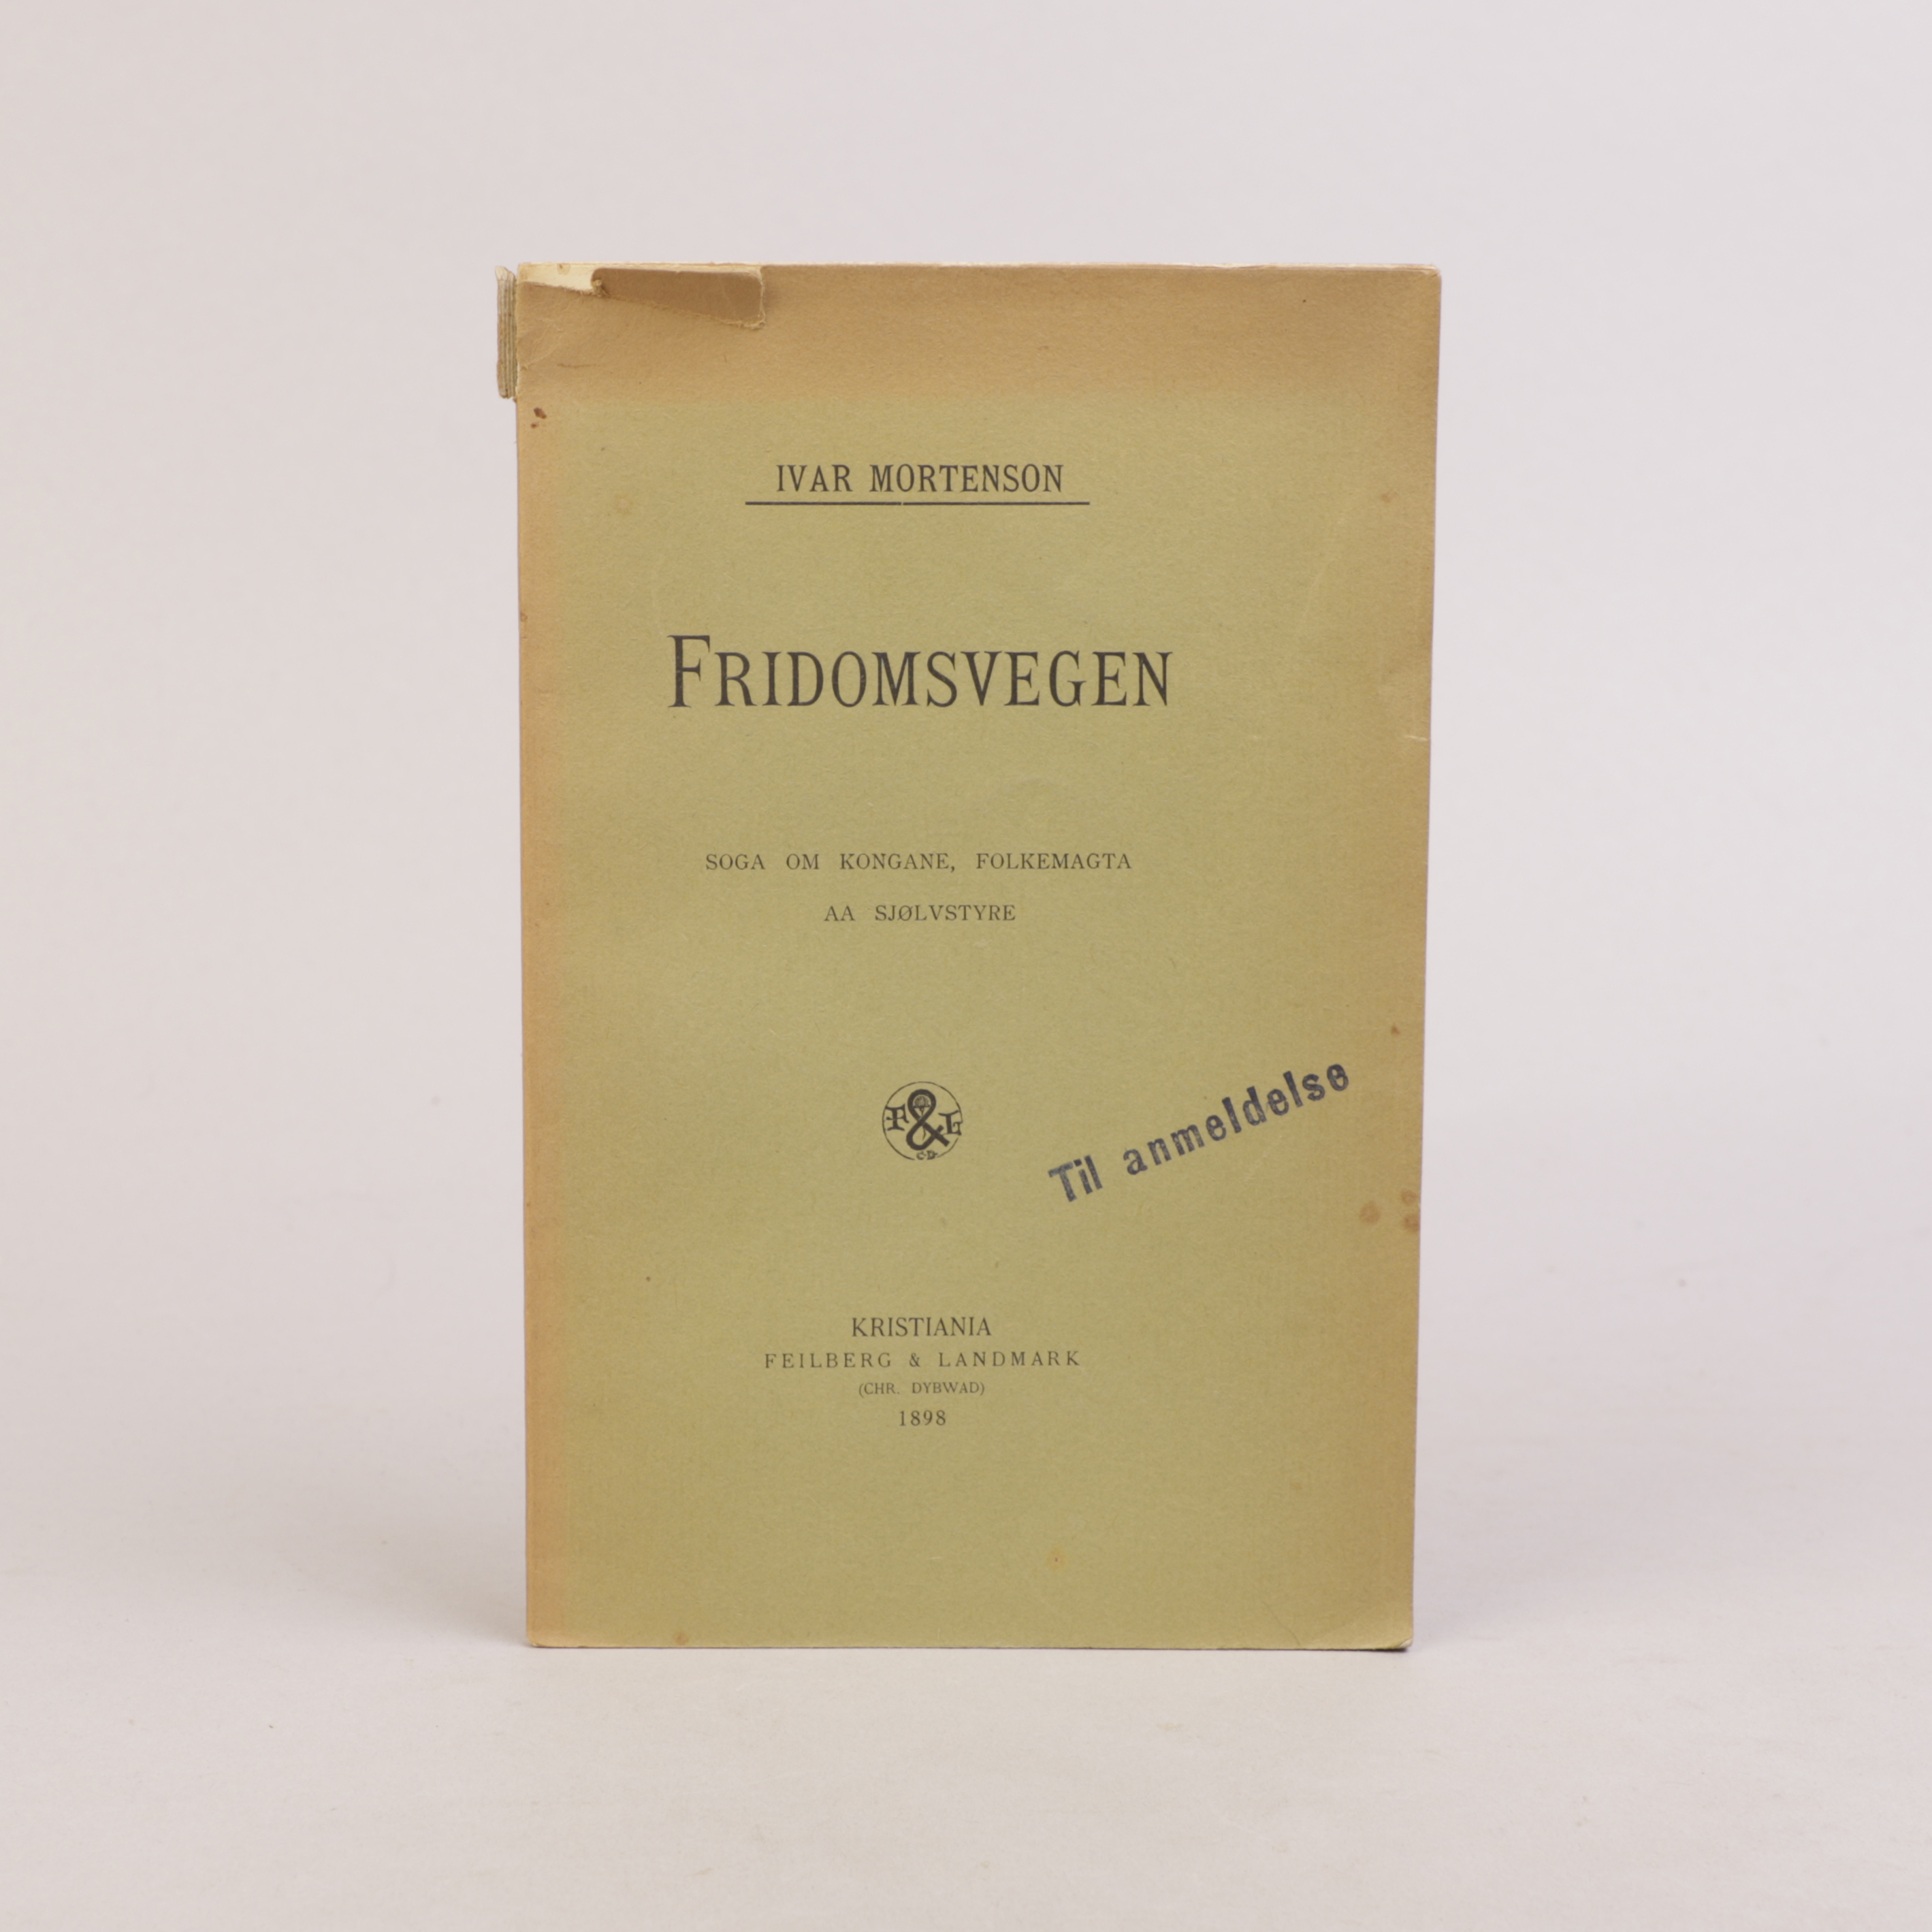 IVAR MORTENSON
FRIDOMSVEGEN
SOGA OM KONGANE, FOLKEMAGTA
AA SJØLVSTYRE
F & L
Til anmeldelse
KRISTIANIA
FEILBERG & LANDMARK
(CHR. DYBWAD)
1898